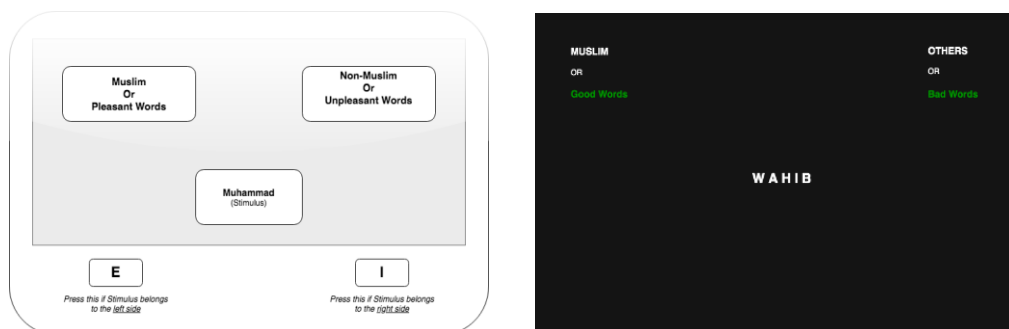 Muslim
Or
Pleasant Words
Non-Muslim
Or
Unpleasant Words
Muhammad
(Stimulus)
E
I
Press this if Stimulus belongs
to the left side
Press this if Stimulus belongs
to the right side
MUSLIM
OR
Good Words
OTHERS
OR
Bad Words
WAHIB